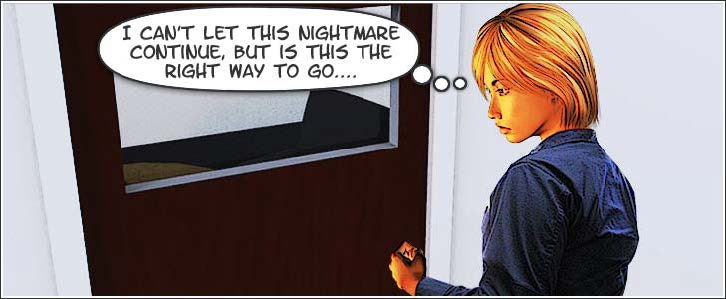 I CAN'T LET THIS NIGHTMARE
CONTINUE, BUT IS THIS THE
RIGHT WAY TO GO....